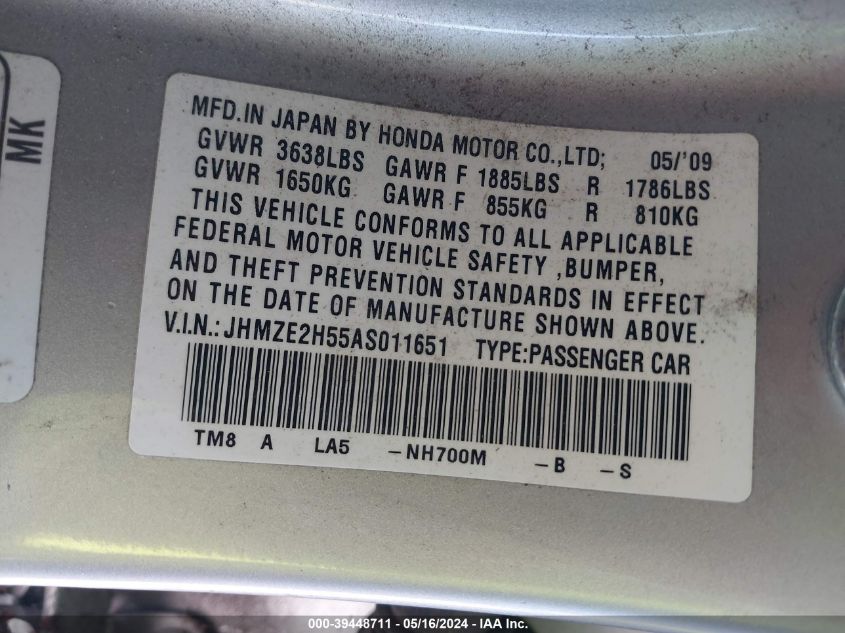 MK
MFD.IN JAPAN BY HONDA MOTOR CO.,LTD; 05/'09
GVWR 3638LBS GAWR F 1885LBS R 1786LBS
GVWR 1650KG GAWR F 855KG R 810KG
THIS VEHICLE CONFORMS TO ALL APPLICABLE
FEDERAL MOTOR VEHICLE SAFETY ,BUMPER,
AND THEFT PREVENTION STANDARDS IN EFFECT
ON THE DATE OF MANUFACTURE SHOWN ABOVE.
V.I.N.: JHMZE2H55AS011651 TYPE:PASSENGER CAR
TM8 A LA5 -NH700M -B -S
000-39448711 - 05/16/2024 - IAA Inc.